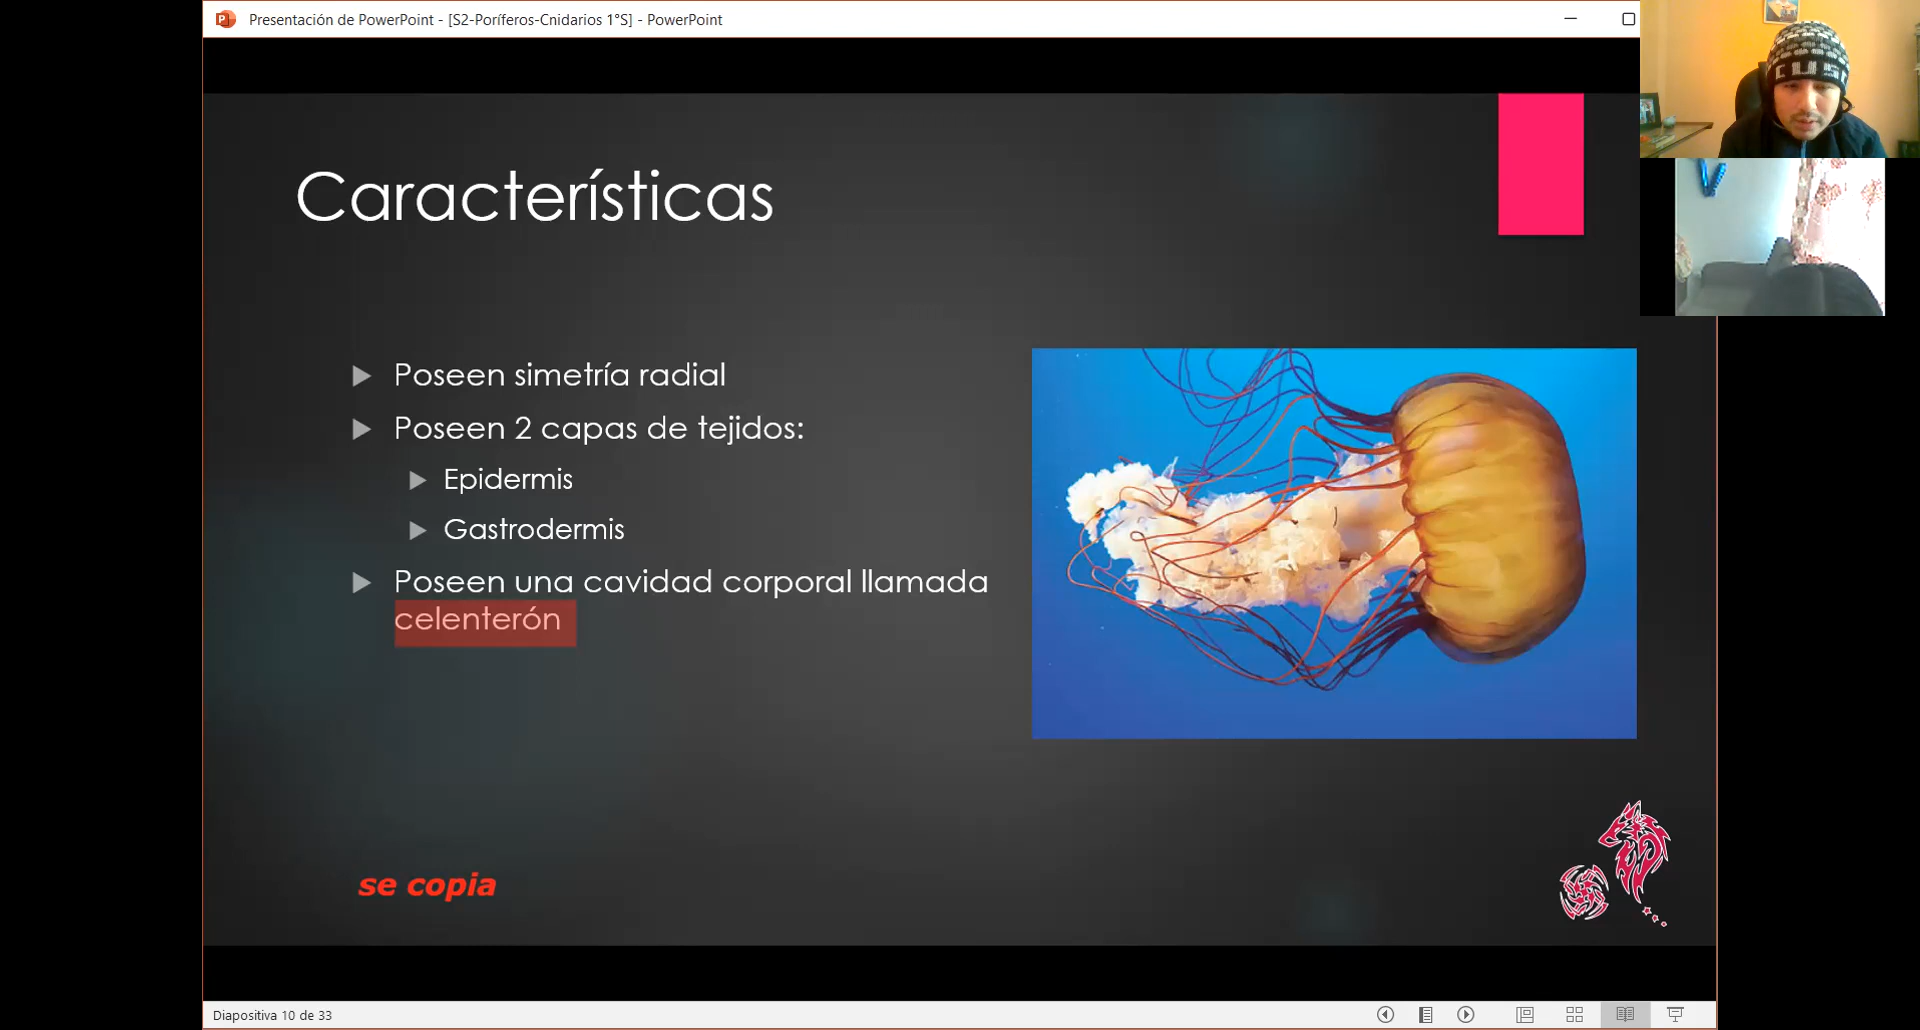 Presentación de PowerPoint - [S2-Poríferos-Cnidarios 1°S] - PowerPoint
CUSC
Características
Poseen simetría radial
Poseen 2 capas de tejidos:
Epidermis
Gastrodermis
Poseen una cavidad corporal llamada
celenterón
se copia
Diapositiva 10 de 33